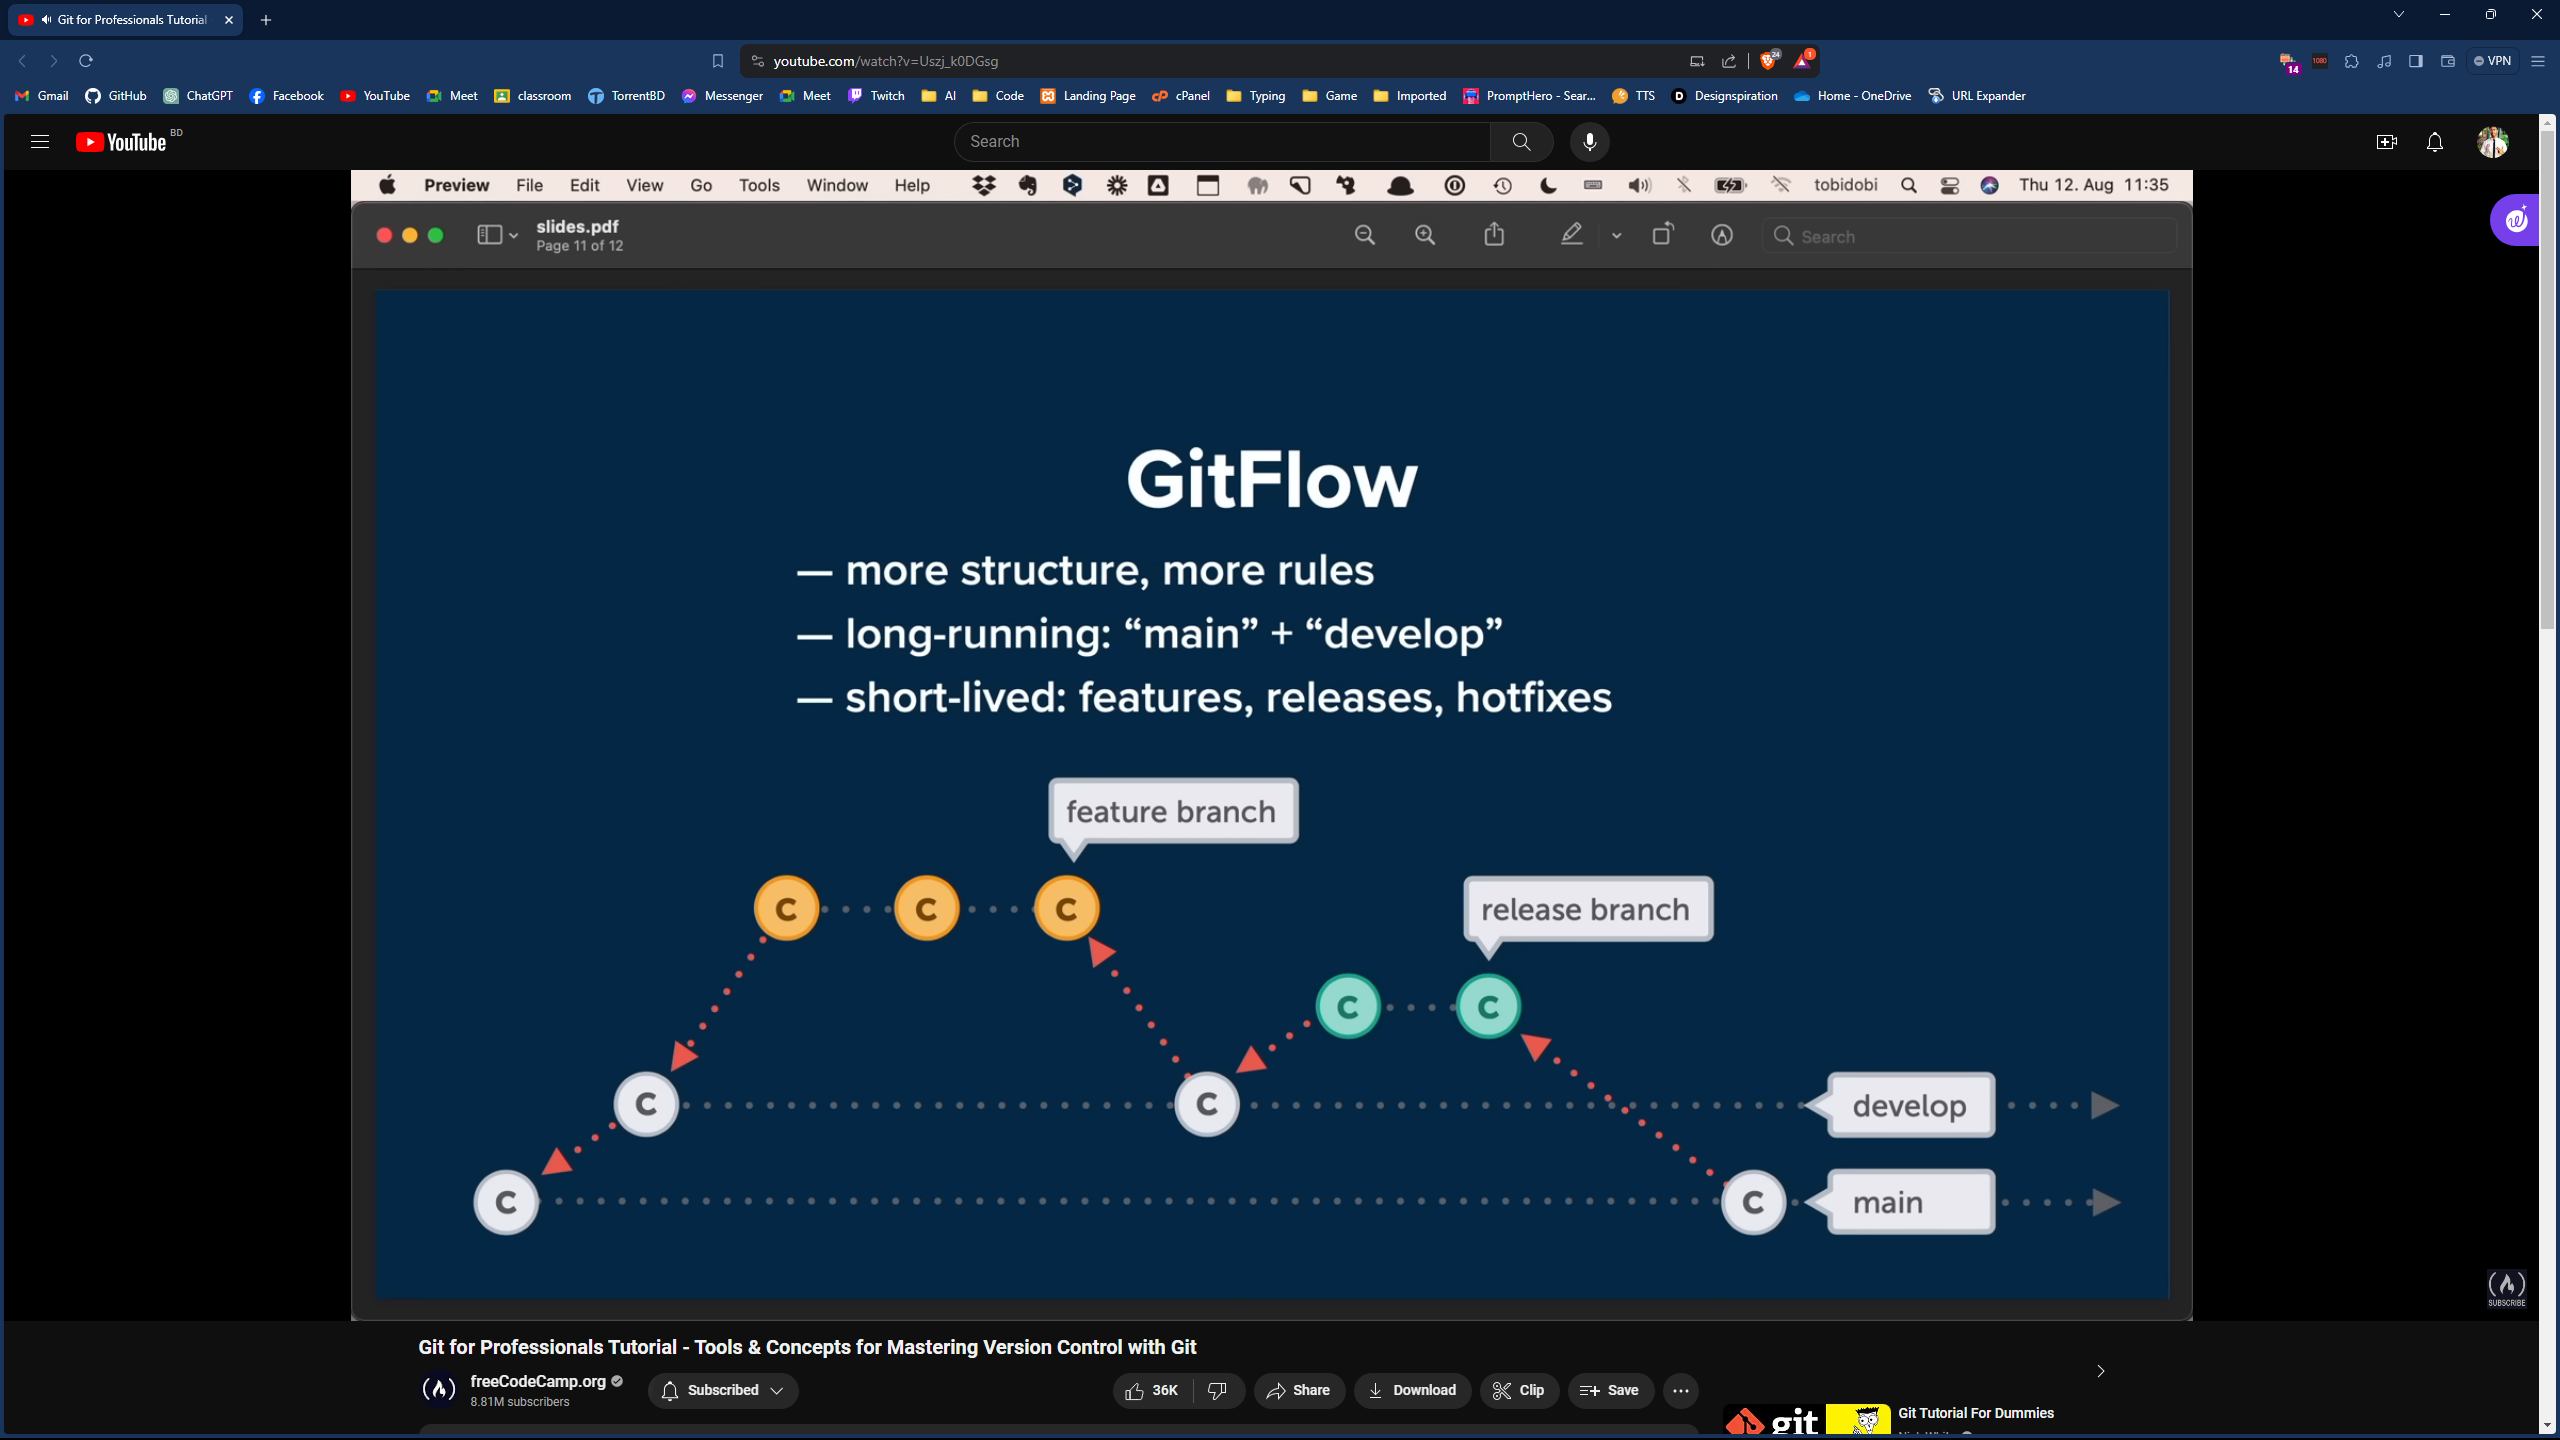 Git for Professionals Tutorial
youtube.com/watch?v=Uszj_k0DGsg
24
1
14
1080
VPN
Gmail GitHub ChatGPT Facebook YouTube Meet classroom TorrentBD Messenger Meet Twitch AI Code Landing Page cPanel Typing Game Imported PromptHero - Sear... TTS Designspiration Home - OneDrive URL Expander
YouTube BD
Search
Preview File Edit View Go Tools Window Help tobidobi Thu 12. Aug 11:35
slides.pdf
Page 11 of 12
Search
GitFlow
— more structure, more rules
— long-running: “main” + “develop”
— short-lived: features, releases, hotfixes
feature branch
C C C
release branch
C C
C C
develop
C C
main
SUBSCRIBE
Git for Professionals Tutorial - Tools & Concepts for Mastering Version Control with Git
freeCodeCamp.org
8.81M subscribers
Subscribed
36K
Share
Download
Clip
Save
git
Git Tutorial For Dummies